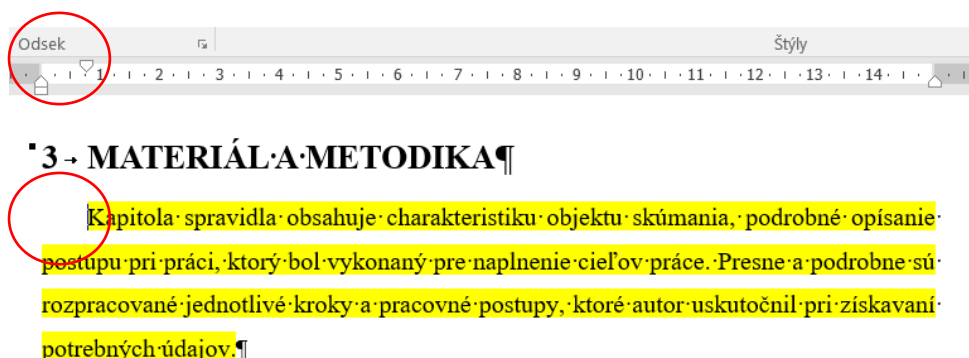 Odsek Štýly
1 2 3 4 5 6 7 8 9 10 11 12 13 14
3 MATERIÁL A METODIKA¶
Kapitola spravidla obsahuje charakteristiku objektu skúmania, podrobné opísanie
postupu pri práci, ktorý bol vykonaný pre naplnenie cieľov práce. Presne a podrobne sú
rozpracované jednotlivé kroky a pracovné postupy, ktoré autor uskutočnil pri získavaní
potrebných údajov.¶